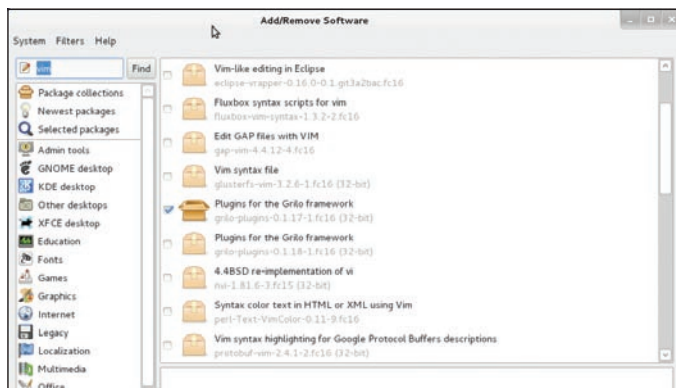 Add/Remove Software
System Filters Help
vim
Find
Package collections
Newest packages
Selected packages
Admin tools
GNOME desktop
KDE desktop
Other desktops
XFCE desktop
Education
Fonts
Games
Graphics
Internet
Legacy
Localization
Multimedia
Office
Vim-like editing in Eclipse
eclipse-vrapper-0.16.0-0.1.git3a2bac.fc16
Fluxbox syntax scripts for vim
fluxbox-vim-syntax-1.3.2-2.fc16
Edit GAP files with VIM
gap-vim-4.4.12-4.fc16
Vim syntax file
glusterfs-vim-3.2.6-1.fc16 (32-bit)
Plugins for the Grilo framework
grilo-plugins-0.1.17-1.fc16 (32-bit)
Plugins for the Grilo framework
grilo-plugins-0.1.18-1.fc16 (32-bit)
4.4BSD re-implementation of vi
nvi-1.81.6-3.fc15 (32-bit)
Syntax color text in HTML or XML using Vim
perl-Text-VimColor-0.11-9.fc16
Vim syntax highlighting for Google Protocol Buffers descriptions
protobuf-vim-2.4.1-2.fc16 (32-bit)